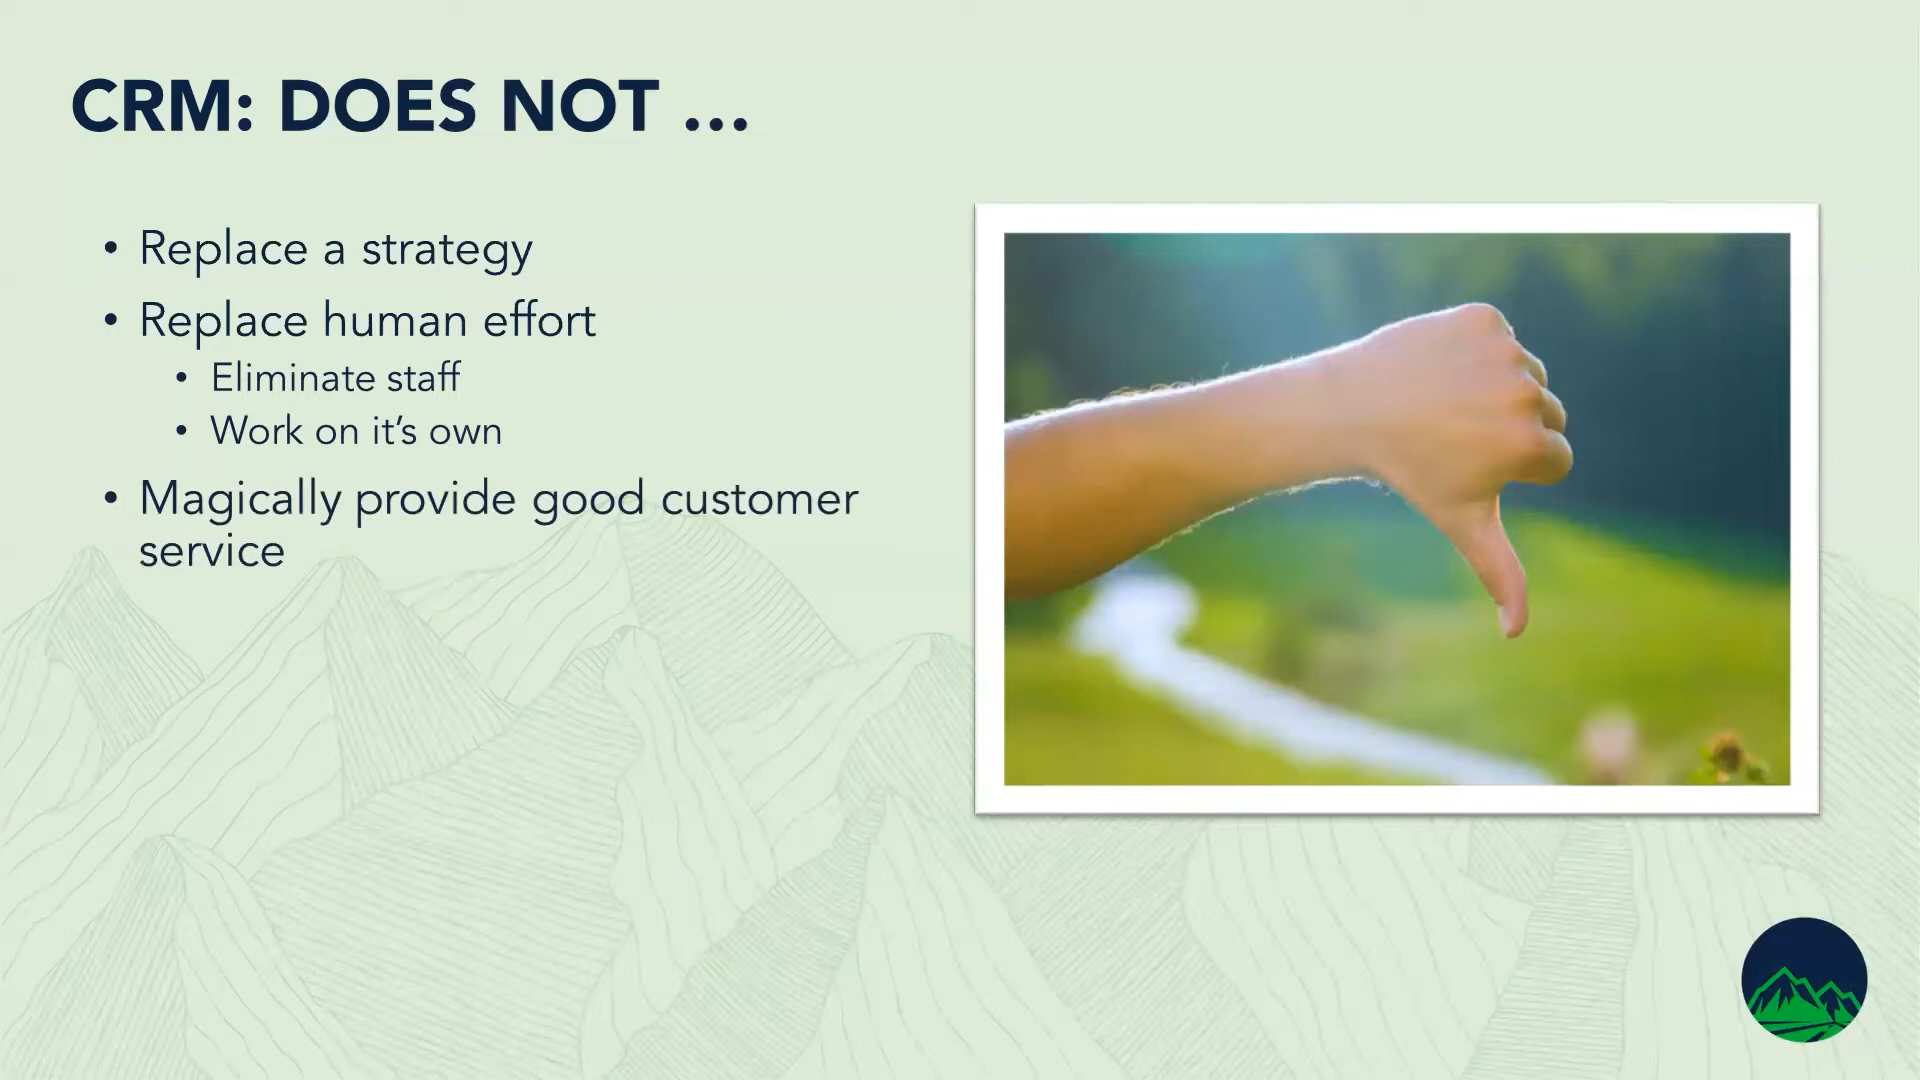 CRM: DOES NOT ...
• Replace a strategy
• Replace human effort
• Eliminate staff
• Work on it’s own
• Magically provide good customer
service